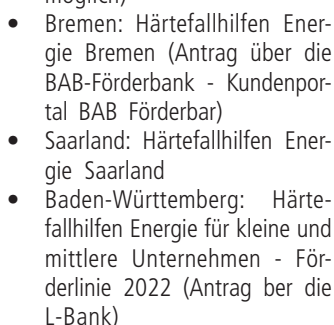 möglich)
• Bremen: Härtefallhilfen Ener-
gie Bremen (Antrag über die
BAB-Förderbank - Kundenpor-
tal BAB Förderbar)
• Saarland: Härtefallhilfen Ener-
gie Saarland
• Baden-Württemberg: Härte-
fallhilfen Energie für kleine und
mittlere Unternehmen - För-
derlinie 2022 (Antrag ber die
L-Bank)